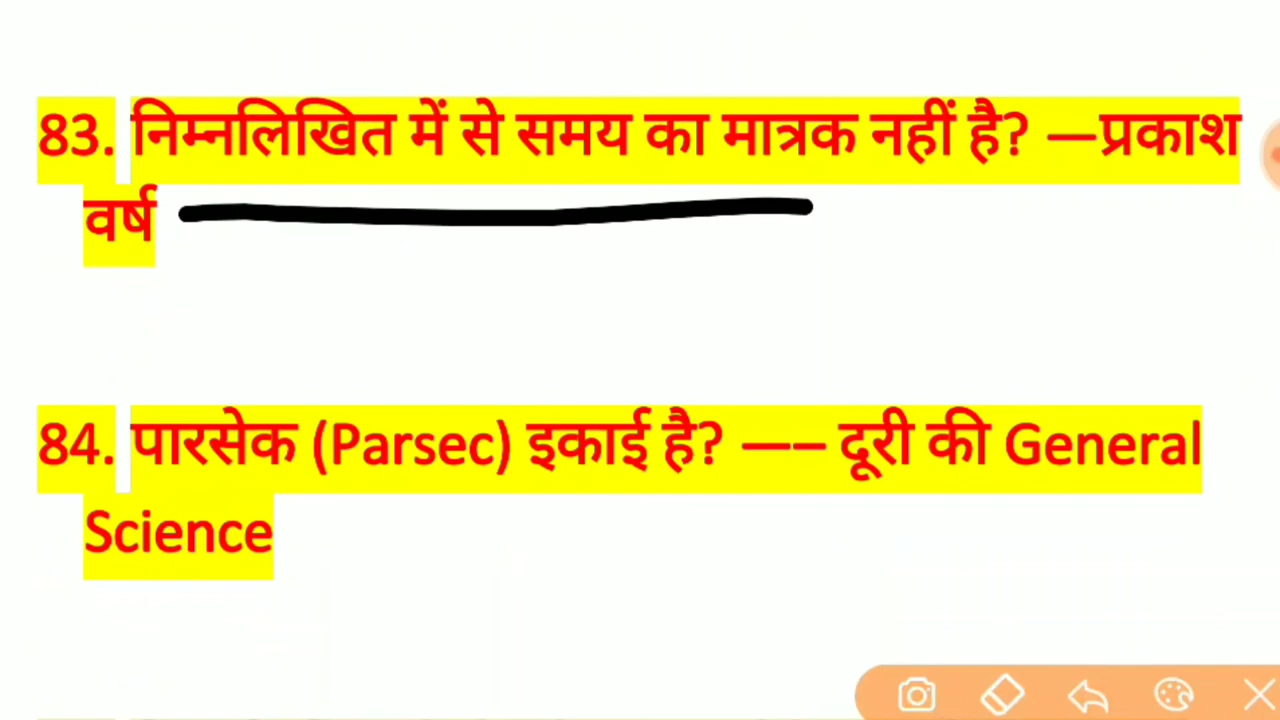 83. निम्नलिखित में से समय का मात्रक नहीं है? —प्रकाश
वर्ष
84. पारसेक (Parsec) इकाई है? —– दूरी की General
Science